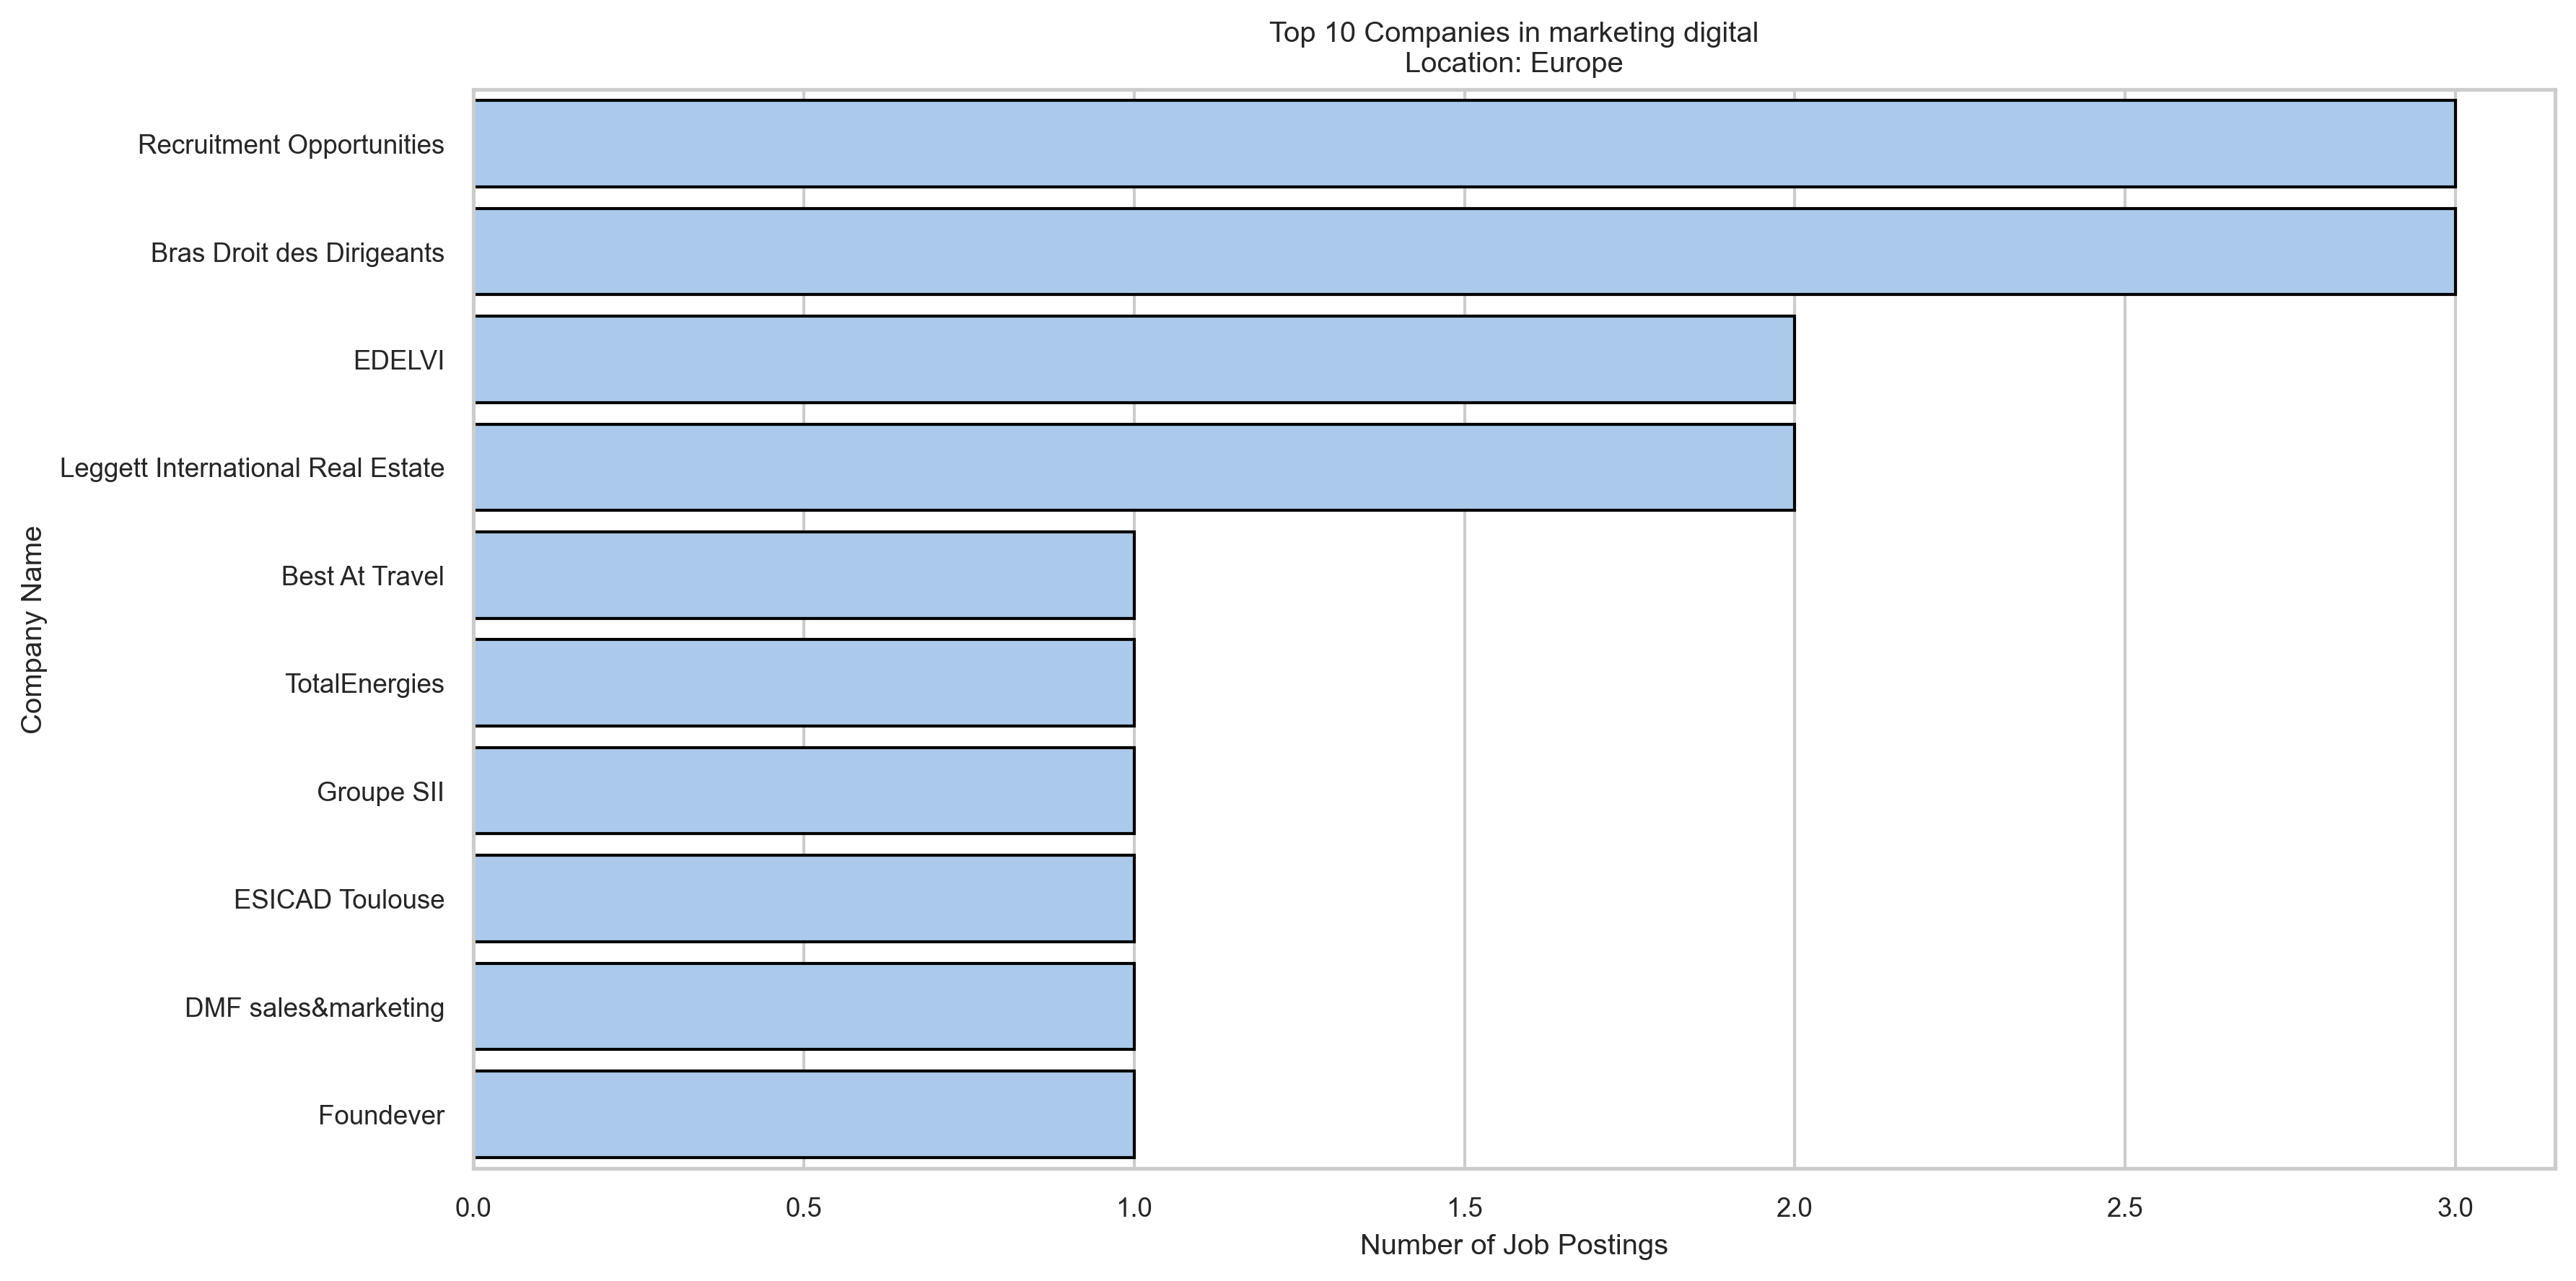 Top 10 Companies in marketing digital
Location: Europe
Company Name
Recruitment Opportunities
Bras Droit des Dirigeants
EDELVI
Leggett International Real Estate
Best At Travel
TotalEnergies
Groupe SII
ESICAD Toulouse
DMF sales&marketing
Foundever
0.0 0.5 1.0 1.5 2.0 2.5 3.0
Number of Job Postings